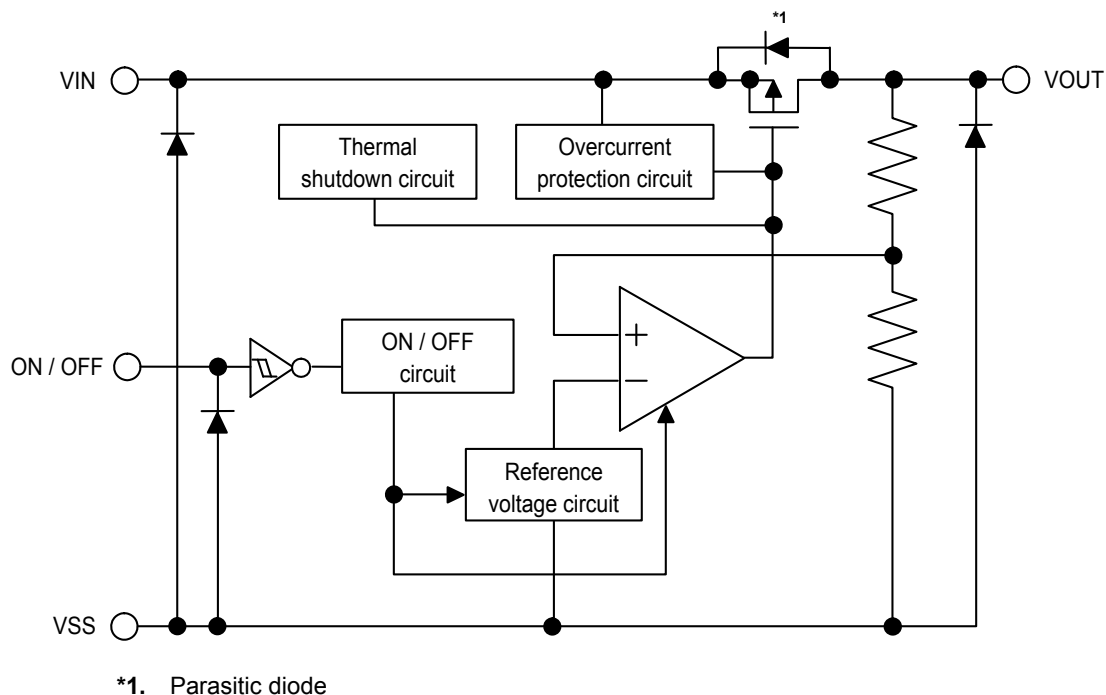 *1
VIN
VOUT
Thermal
shutdown circuit
Overcurrent
protection circuit
+
−
ON / OFF
ON / OFF
circuit
Reference
voltage circuit
VSS
*1. Parasitic diode